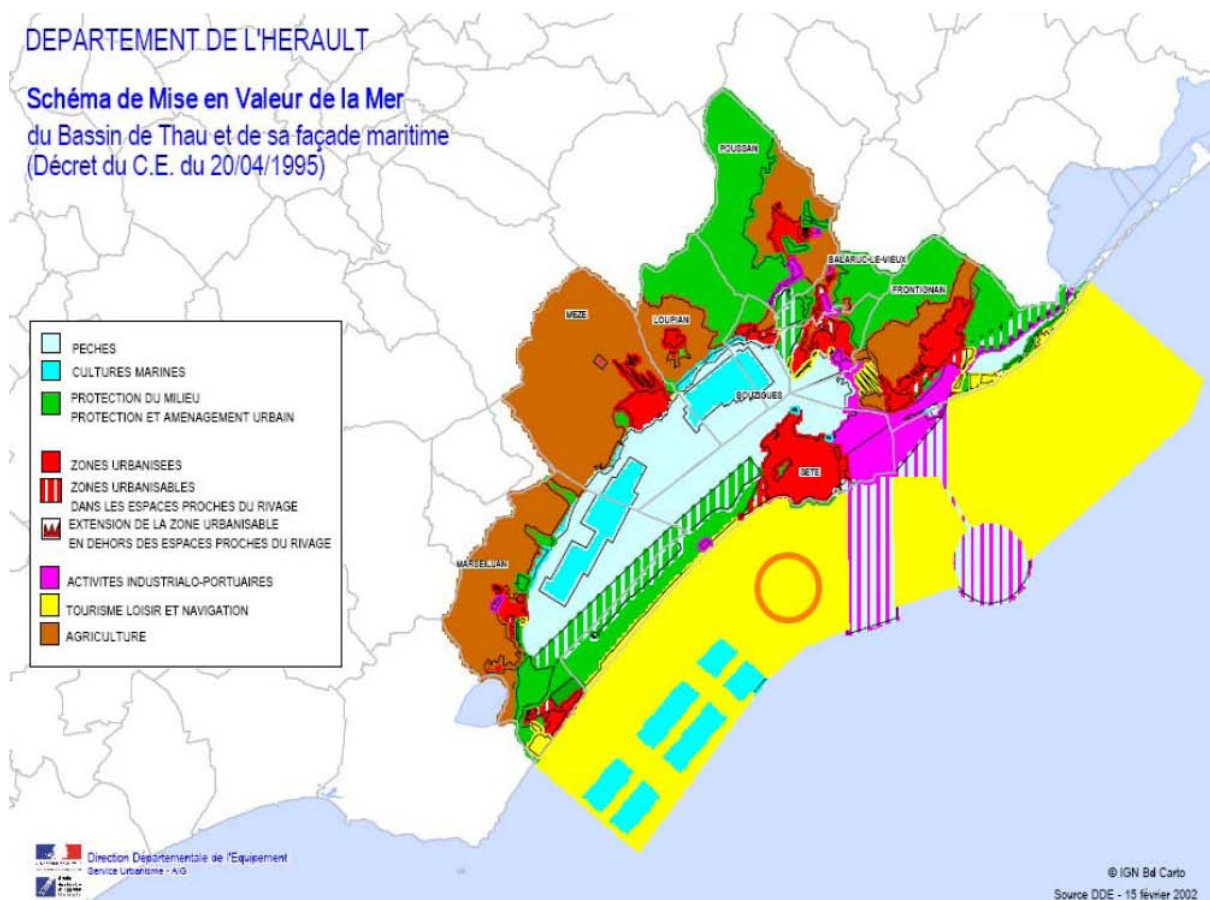 DEPARTEMENT DE L'HERAULT
Schéma de Mise en Valeur de la Mer
du Bassin de Thau et de sa façade maritime
(Décret du C.E. du 20/04/1995)
POUSSAN
BALARUC-LE-VIEUX
FRONTIGNAN
MEZE
LOUPIAN
BOUZIGUES
SETE
MARSEILLAN
PECHES
CULTURES MARINES
PROTECTION DU MILIEU
PROTECTION ET AMENAGEMENT URBAIN
ZONES URBANISEES
ZONES URBANISABLES
DANS LES ESPACES PROCHES DU RIVAGE
EXTENSION DE LA ZONE URBANISABLE
EN DEHORS DES ESPACES PROCHES DU RIVAGE
ACTIVITES INDUSTRIALO-PORTUAIRES
TOURISME LOISIR ET NAVIGATION
AGRICULTURE
Direction Départementale de l'Equipement
Service Urbanisme - AIG
© IGN Bd Carto
Source DDE - 15 février 2002